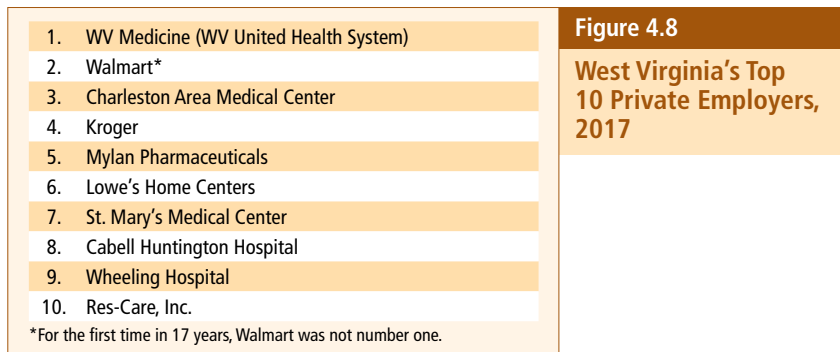 1. WV Medicine (WV United Health System)
2. Walmart*
3. Charleston Area Medical Center
4. Kroger
5. Mylan Pharmaceuticals
6. Lowe's Home Centers
7. St. Mary's Medical Center
8. Cabell Huntington Hospital
9. Wheeling Hospital
10. Res-Care, Inc.
*For the first time in 17 years, Walmart was not number one.
Figure 4.8
West Virginia's Top
10 Private Employers,
2017